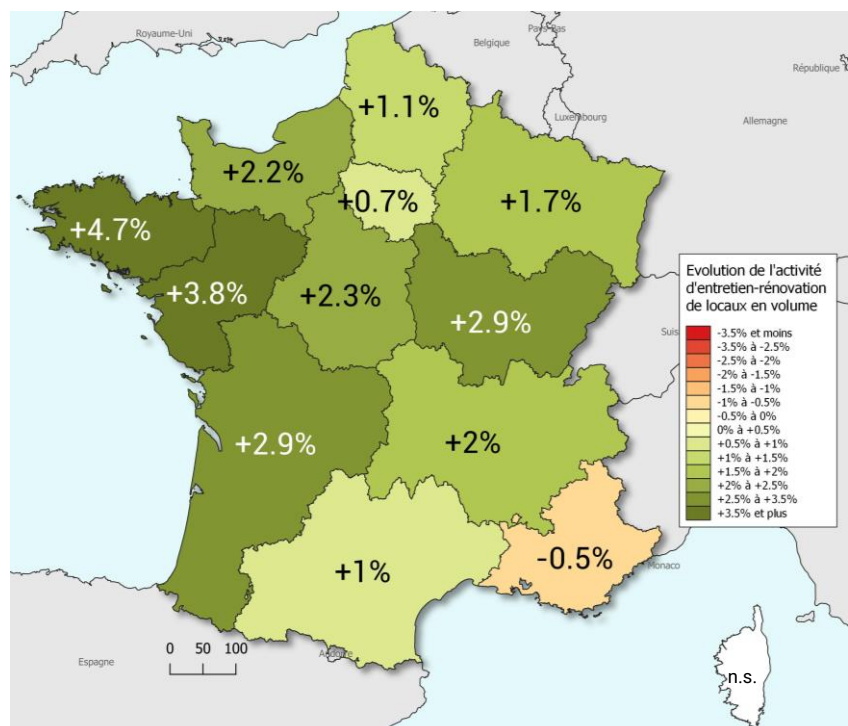 Royaume-Uni
Pays-Bas
Belgique
République
Luxembourg
Allemagne
+1.1%
+2.2%
+0.7%
+1.7%
+4.7%
+3.8%
+2.3%
+2.9%
Suis
+2.9%
+2%
+1%
-0.5%
Monaco
Andorre
Espagne
0 50 100
n.s.
Evolution de l'activité
d'entretien-rénovation
de locaux en volume
-3.5% et moins
-3.5% à -2.5%
-2.5% à -2%
-2% à -1.5%
-1.5% à -1%
-1% à -0.5%
-0.5% à 0%
0% à +0.5%
+0.5% à +1%
+1% à +1.5%
+1.5% à +2%
+2% à +2.5%
+2.5% à +3.5%
+3.5% et plus